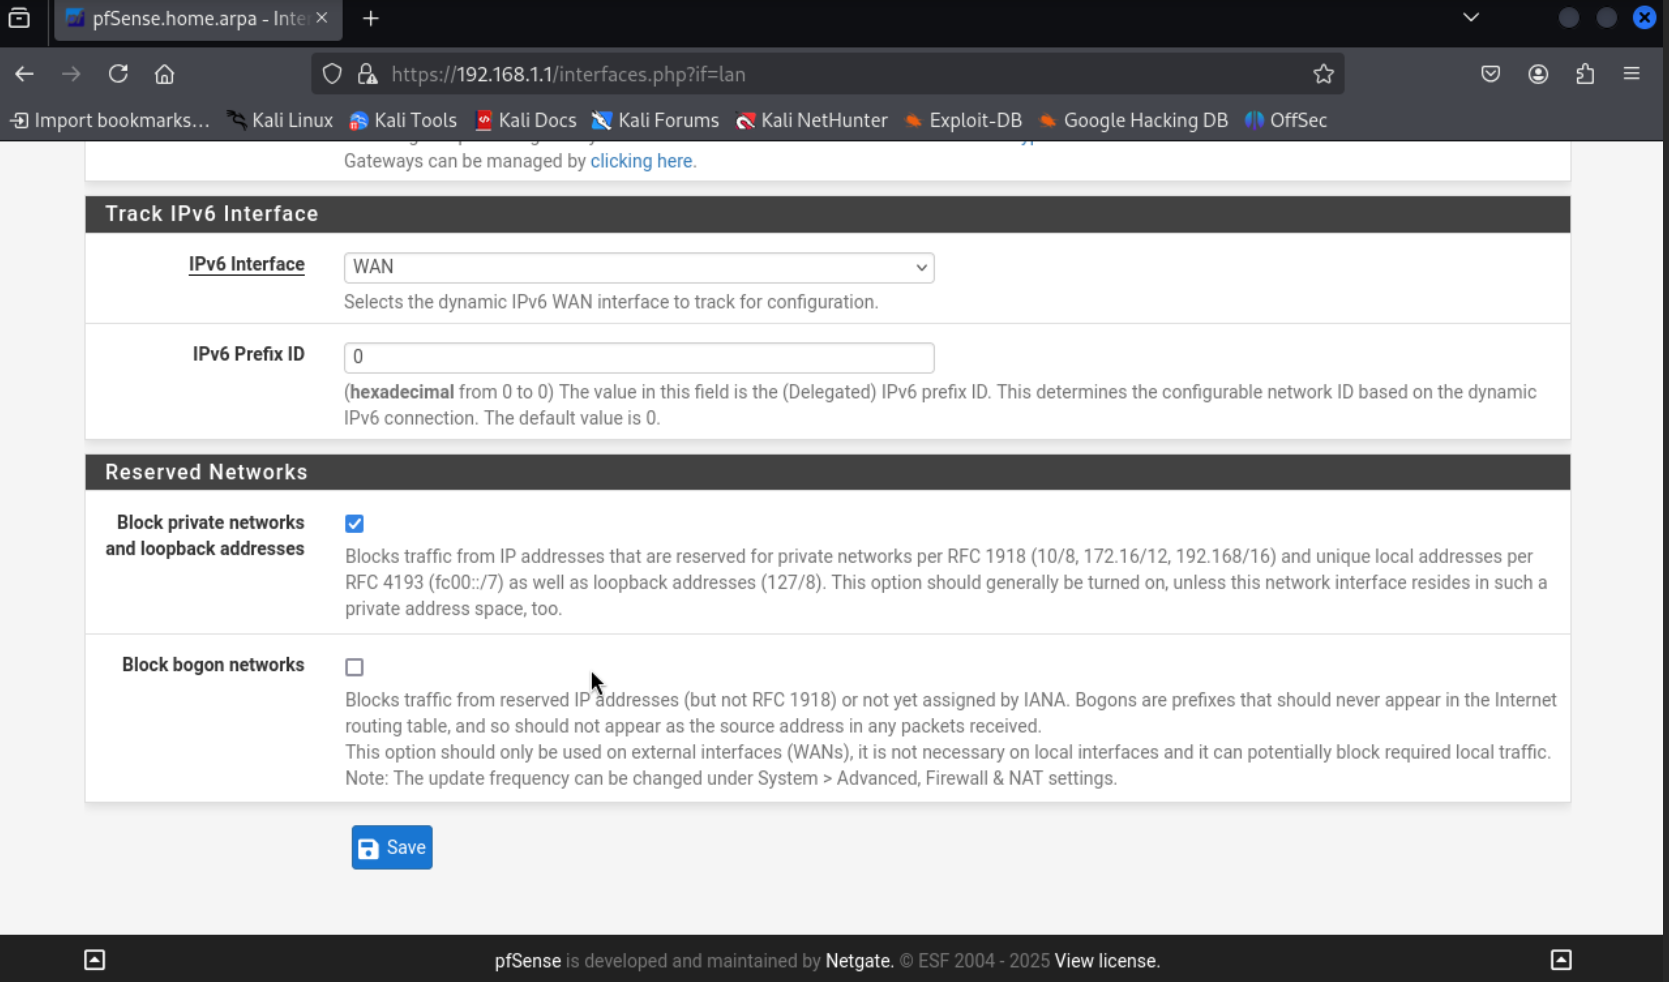 pfSense.home.arpa - Inte
https://192.168.1.1/interfaces.php?if=lan
Import bookmarks... Kali Linux Kali Tools Kali Docs Kali Forums Kali NetHunter Exploit-DB Google Hacking DB OffSec
Gateways can be managed by clicking here.
Track IPv6 Interface
IPv6 Interface
WAN
Selects the dynamic IPv6 WAN interface to track for configuration.
IPv6 Prefix ID
0
(hexadecimal from 0 to 0) The value in this field is the (Delegated) IPv6 prefix ID. This determines the configurable network ID based on the dynamic
IPv6 connection. The default value is 0.
Reserved Networks
Block private networks
and loopback addresses
Blocks traffic from IP addresses that are reserved for private networks per RFC 1918 (10/8, 172.16/12, 192.168/16) and unique local addresses per
RFC 4193 (fc00::/7) as well as loopback addresses (127/8). This option should generally be turned on, unless this network interface resides in such a
private address space, too.
Block bogon networks
Blocks traffic from reserved IP addresses (but not RFC 1918) or not yet assigned by IANA. Bogons are prefixes that should never appear in the Internet
routing table, and so should not appear as the source address in any packets received.
This option should only be used on external interfaces (WANs), it is not necessary on local interfaces and it can potentially block required local traffic.
Note: The update frequency can be changed under System > Advanced, Firewall & NAT settings.
Save
pfSense is developed and maintained by Netgate. © ESF 2004 - 2025 View license.